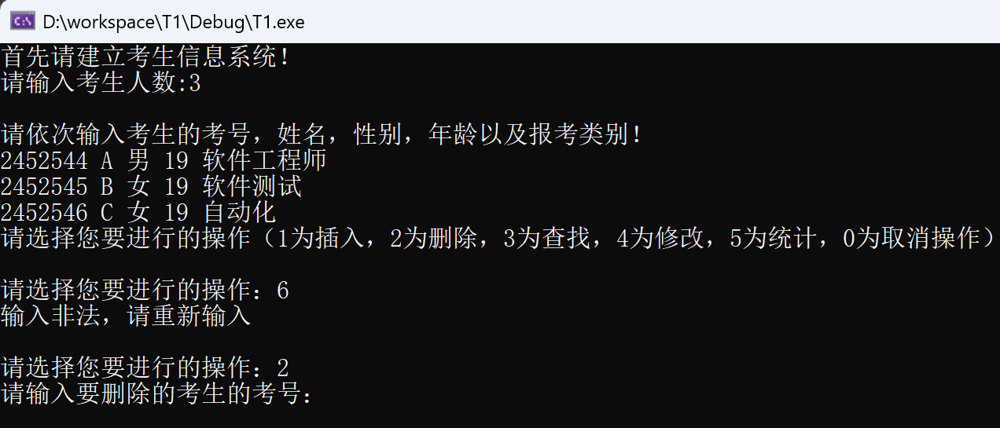 D:\workspace\T1\Debug\T1.exe
首先请建立考生信息系统！
请输入考生人数:3
请依次输入考生的考号，姓名，性别，年龄以及报考类别！
2452544 A 男 19 软件工程师
2452545 B 女 19 软件测试
2452546 C 女 19 自动化
请选择您要进行的操作（1为插入，2为删除，3为查找，4为修改，5为统计，0为取消操作）
请选择您要进行的操作：6
输入非法，请重新输入
请选择您要进行的操作：2
请输入要删除的考生的考号：